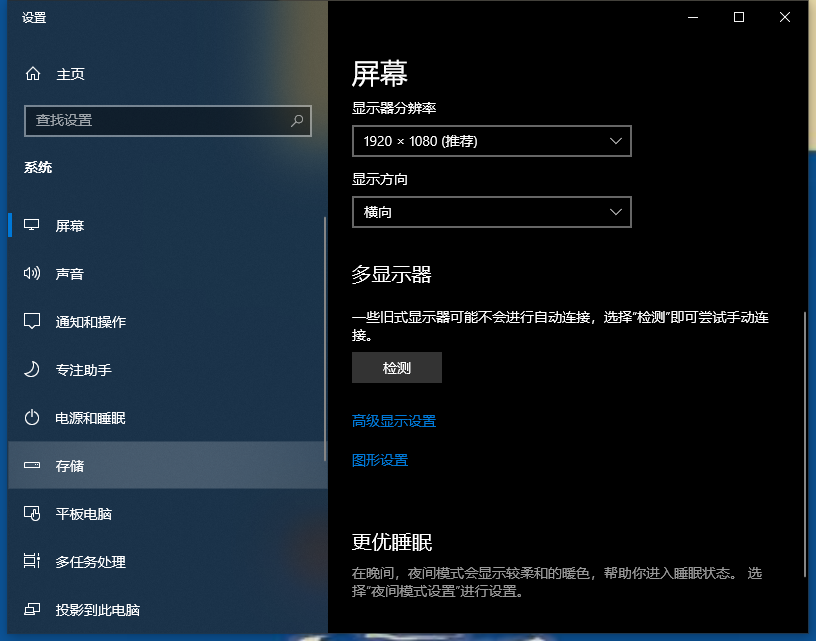 设置
主页
查找设置
系统
屏幕
声音
通知和操作
专注助手
电源和睡眠
存储
平板电脑
多任务处理
投影到此电脑
屏幕
显示器分辨率
1920 × 1080 (推荐)
显示方向
横向
多显示器
一些旧式显示器可能不会进行自动连接，选择"检测"即可尝试手动连
接。
检测
高级显示设置
图形设置
更优睡眠
在晚间，夜间模式会显示较柔和的暖色，帮助你进入睡眠状态。 选
择"夜间模式设置"进行设置。